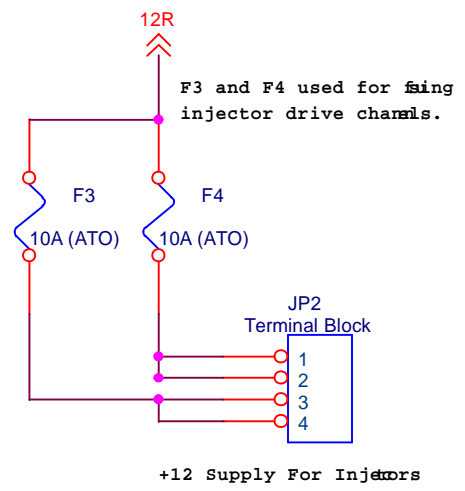 12R
F3 and F4 used for fusing
injector drive channels.
F3
F4
10A (ATO)
10A (ATO)
JP2
Terminal Block
1
2
3
4
+12 Supply For Injectors